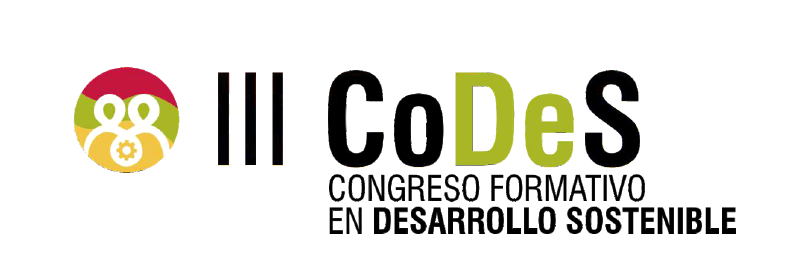 III CoDeS
CONGRESO FORMATIVO
EN DESARROLLO SOSTENIBLE